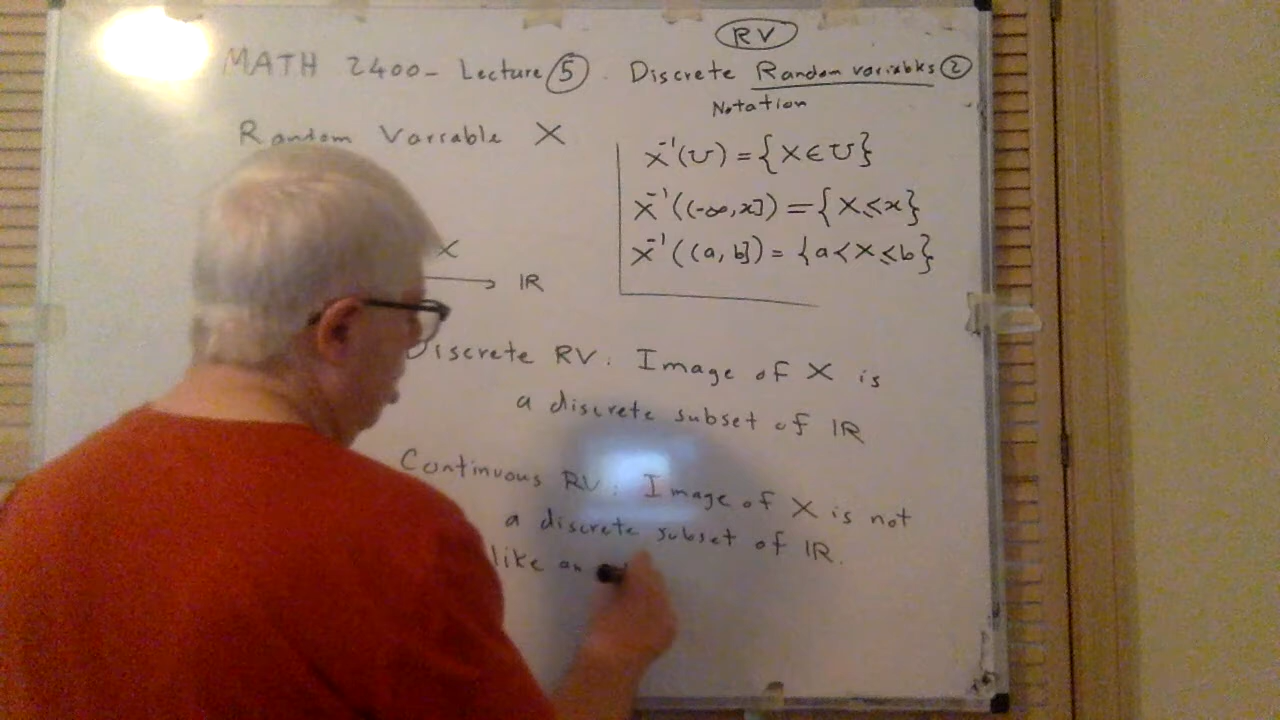 RV
MATH 2400 - Lecture 5. Discrete Random variables 2
Notation
Random Variable X
X⁻¹(U) = {X ∈ U}
X⁻¹((-∞, x]) = {X ≤ x}
X⁻¹((a, b]) = {a < X ≤ b}
X
→ IR
Discrete RV: Image of X is
a discrete subset of IR
Continuous RV: Image of X is not
a discrete subset of IR.
like an